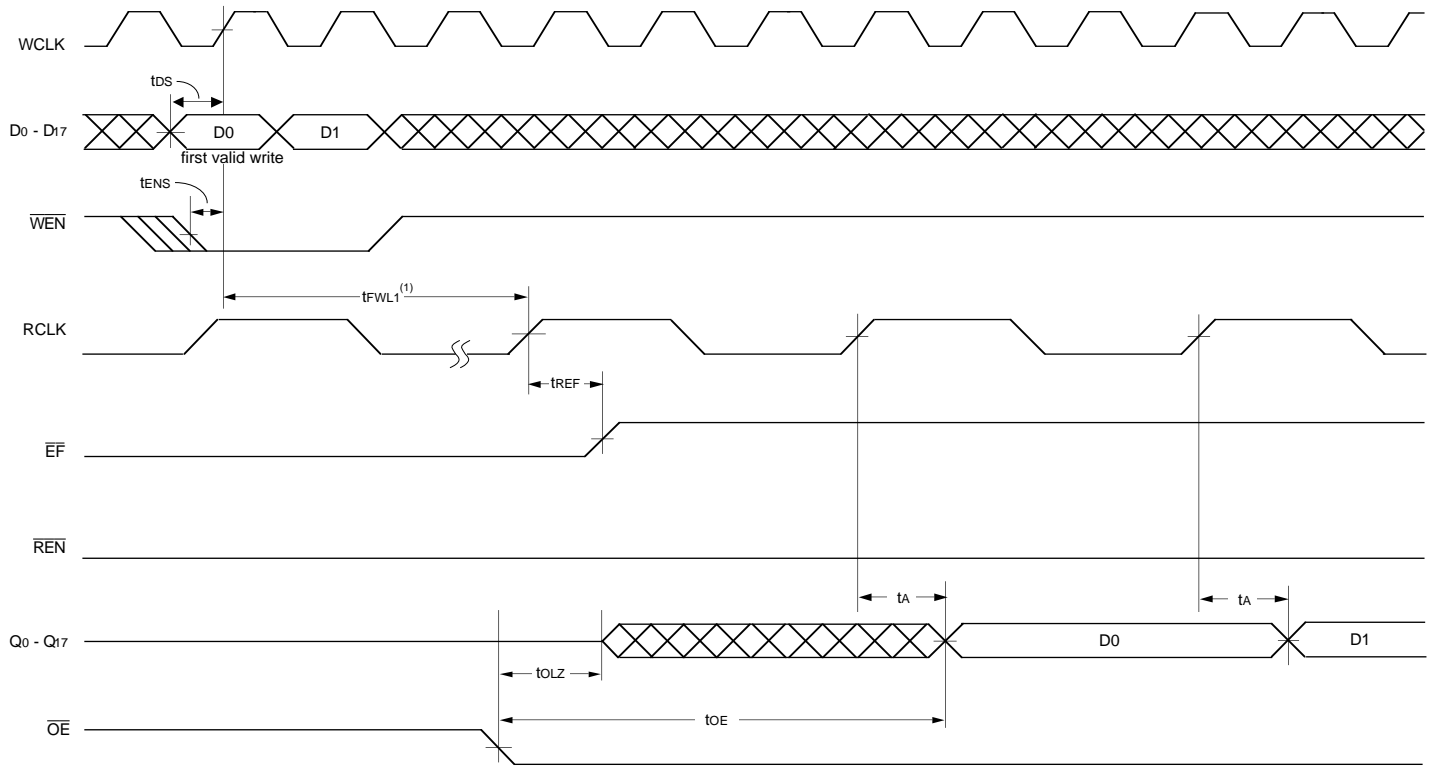 WCLK
tDS
D0 - D17
D0
D1
first valid write
tENS
WEN
tFWL1(1)
RCLK
tREF
EF
REN
tA
tA
Q0 - Q17
D0
D1
tOLZ
tOE
OE